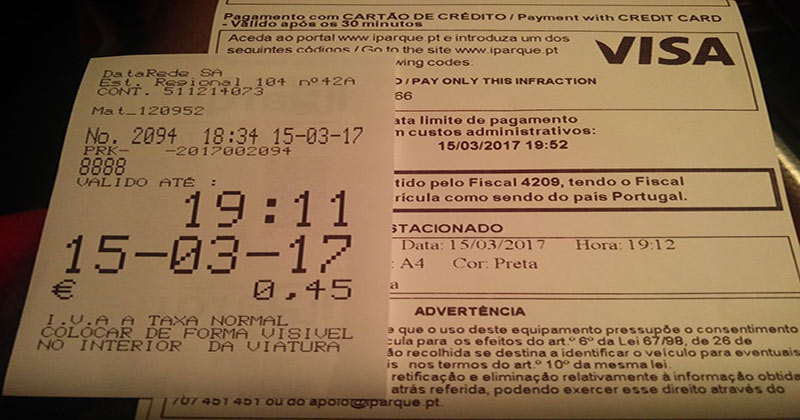 DataRede SA
Est. Regional 104 nº42A
CONT. 511214073
Mat_120952
No. 2094 18:34 15-03-17
PRK- -2017002094
8888
VALIDO ATÉ :
19:11
15-03-17
€ 0,45
I.V.A A TAXA NORMAL
COLOCAR DE FORMA VISIVEL
NO INTERIOR DA VIATURA
Pagamento com CARTÃO DE CRÉDITO / Payment with CREDIT CARD
- Válido após os 30 minutos
Aceda ao portal www.iparque.pt e introduza um dos
seguintes códigos / Go to the site www.iparque.pt
wing codes:
VISA
O / PAY ONLY THIS INFRACTION
66
ata limite de pagamento
m custos administrativos:
15/03/2017 19:52
tido pelo Fiscal 4209, tendo o Fiscal
rícula como sendo do país Portugal.
STACIONADO
Data: 15/03/2017 Hora: 19:12
: A4 Cor: Preta
a
ADVERTÊNCIA
e que o uso deste equipamento pressupõe o consentimento
cula para os efeitos do art.º 6º da Lei 67/98, de 26 de
ão recolhida se destina a identificar o veículo para eventuais
is nos termos do art.º 10º da mesma lei.
retificação e eliminação relativamente à informação obtida
atrás referida, podendo exercer esse direito através do
707 451 451 ou do apoio@iparque.pt.